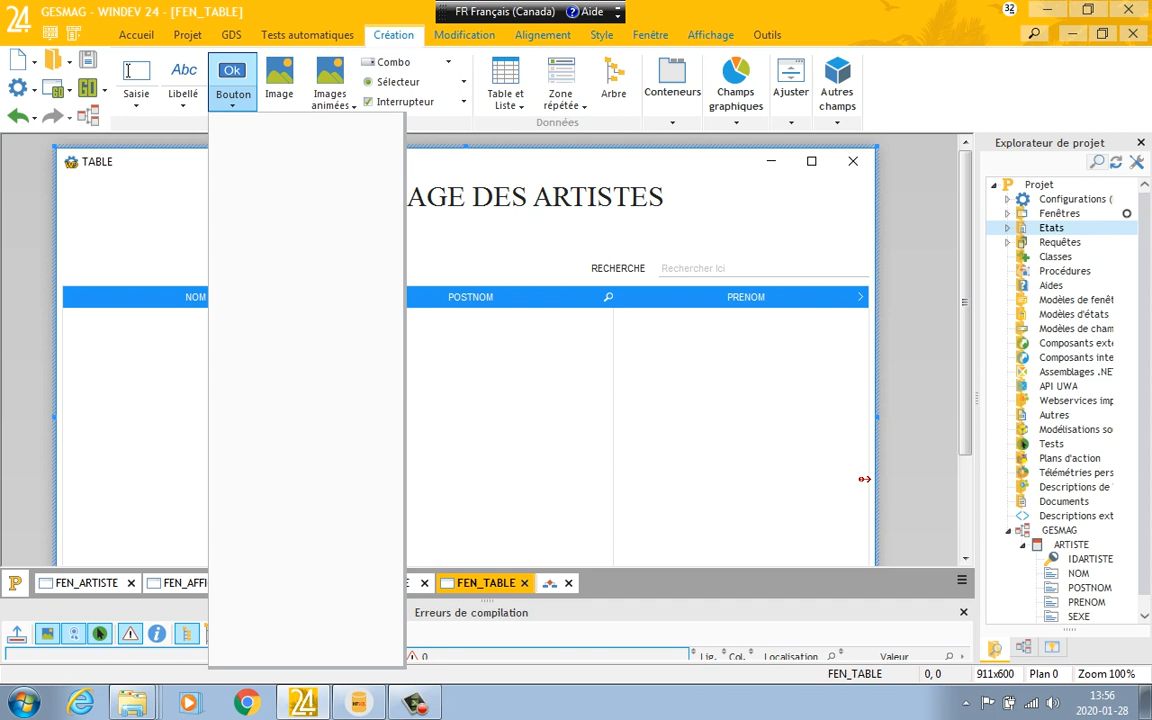 24 GESMAG - WINDEV 24 - [FEN_TABLE]
FR Français (Canada) Aide
32
Accueil Projet GDS Tests automatiques Création Modification Alignement Style Fenêtre Affichage Outils
Saisie
Abc Libellé
Ok Bouton
Image
Images animées
Combo
Sélecteur
Interrupteur
Table et Liste
Zone répétée
Arbre
Données
Conteneurs
Champs graphiques
Ajuster
Autres champs
TABLE
AGE DES ARTISTES
RECHERCHE Rechercher Ici
NOM POSTNOM PRENOM
Explorateur de projet
Projet
Configurations (
Fenêtres
Etats
Requêtes
Classes
Procédures
Aides
Modèles de fenêt
Modèles d'états
Modèles de cham
Composants exte
Composants inte
Assemblages .NE
API UWA
Webservices imp
Autres
Modélisations so
Tests
Plans d'action
Télémétries pers
Descriptions de
Documents
Descriptions ext
GESMAG
ARTISTE
IDARTISTE
NOM
POSTNOM
PRENOM
SEXE
FEN_ARTISTE FEN_AFFI E FEN_TABLE
Erreurs de compilation
0 Lig. Col. Localisation Valeur
FEN_TABLE 0, 0 911x600 Plan 0 Zoom 100%
24
13:56
2020-01-28